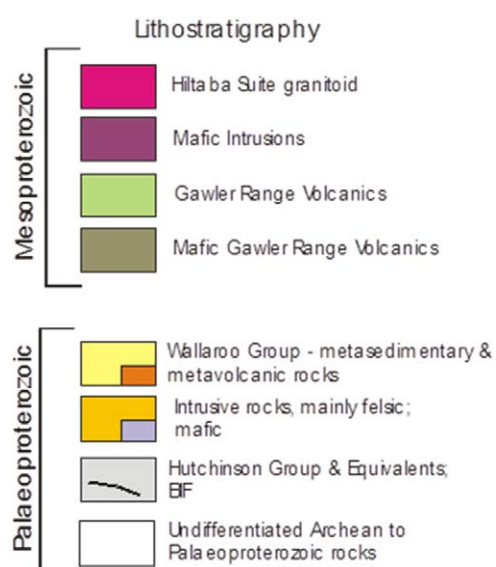 Lithostratigraphy
Mesoproterozoic
Hiltaba Suite granitoid
Mafic Intrusions
Gawler Range Volcanics
Mafic Gawler Range Volcanics
Palaeoproterozoic
Wallaroo Group - metasedimentary &
metavolcanic rocks
Intrusive rocks, mainly felsic;
mafic
Hutchinson Group & Equivalents;
BIF
Undifferentiated Archean to
Palaeoproterozoic rocks